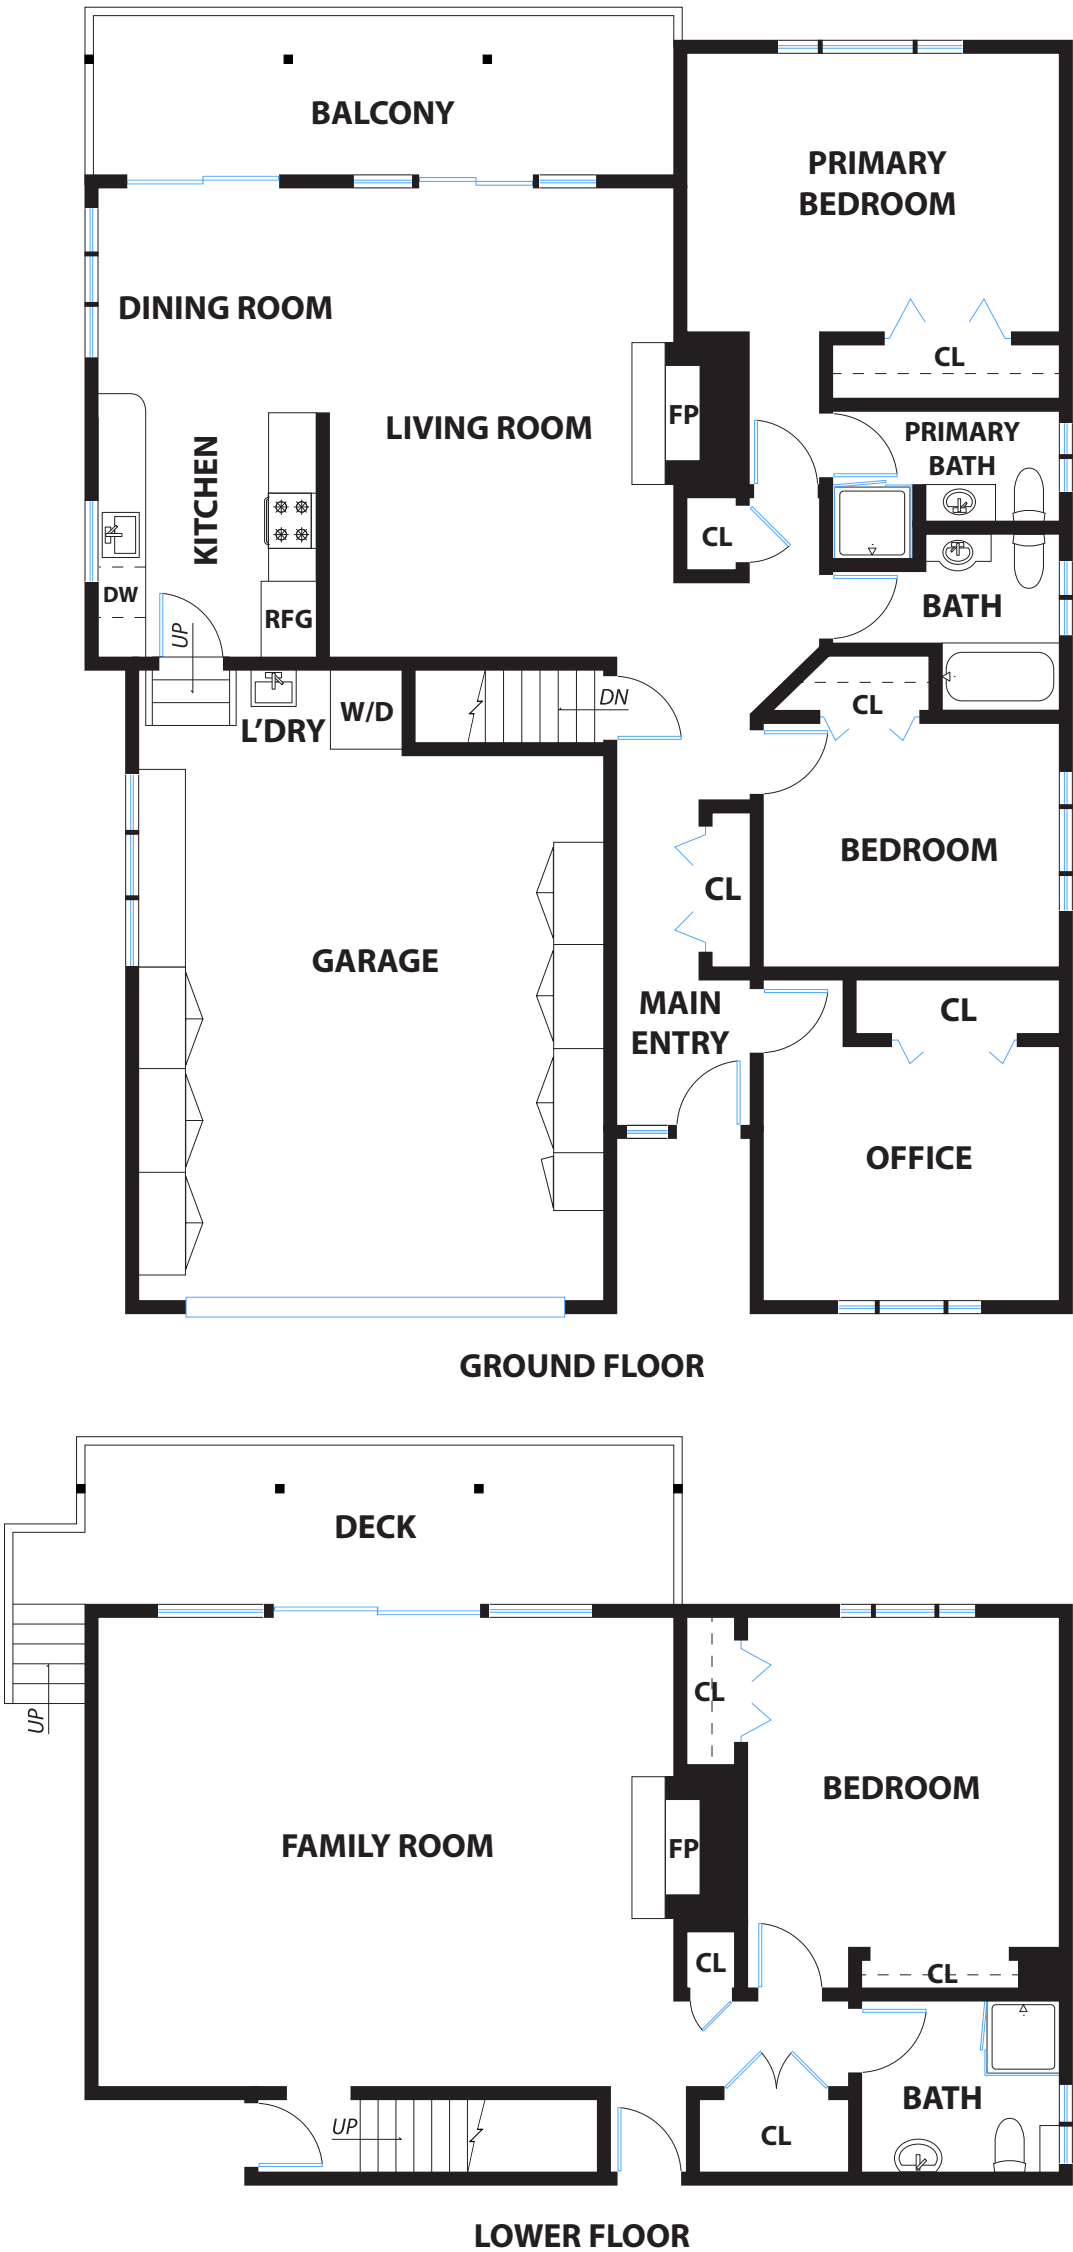 BALCONY
PRIMARY
BEDROOM
DINING ROOM
CL
LIVING ROOM
FP
PRIMARY
BATH
KITCHEN
CL
DW
RFG
UP
BATH
L'DRY
W/D
DN
CL
BEDROOM
CL
GARAGE
MAIN
ENTRY
CL
OFFICE
GROUND FLOOR
DECK
UP
CL
BEDROOM
FAMILY ROOM
FP
CL
CL
BATH
UP
CL
LOWER FLOOR